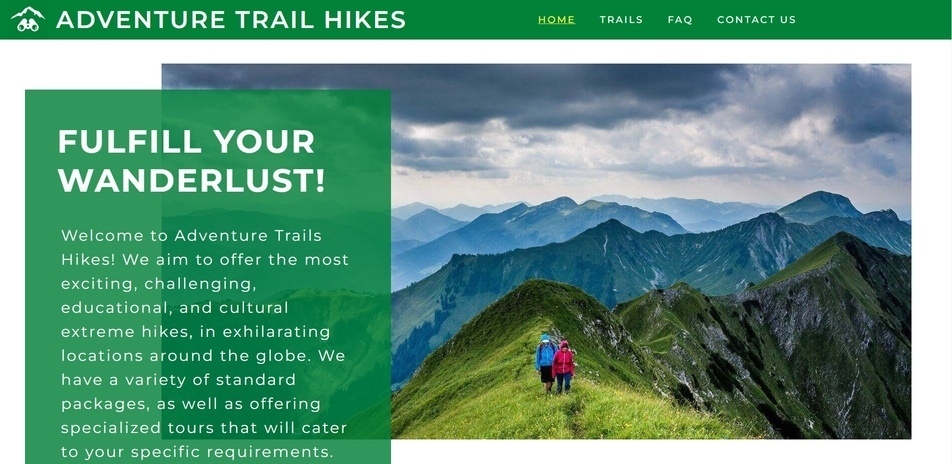 ADVENTURE TRAIL HIKES
HOME TRAILS FAQ CONTACT US
FULFILL YOUR
WANDERLUST!
Welcome to Adventure Trails
Hikes! We aim to offer the most
exciting, challenging,
educational, and cultural
extreme hikes, in exhilarating
locations around the globe. We
have a variety of standard
packages, as well as offering
specialized tours that will cater
to your specific requirements.